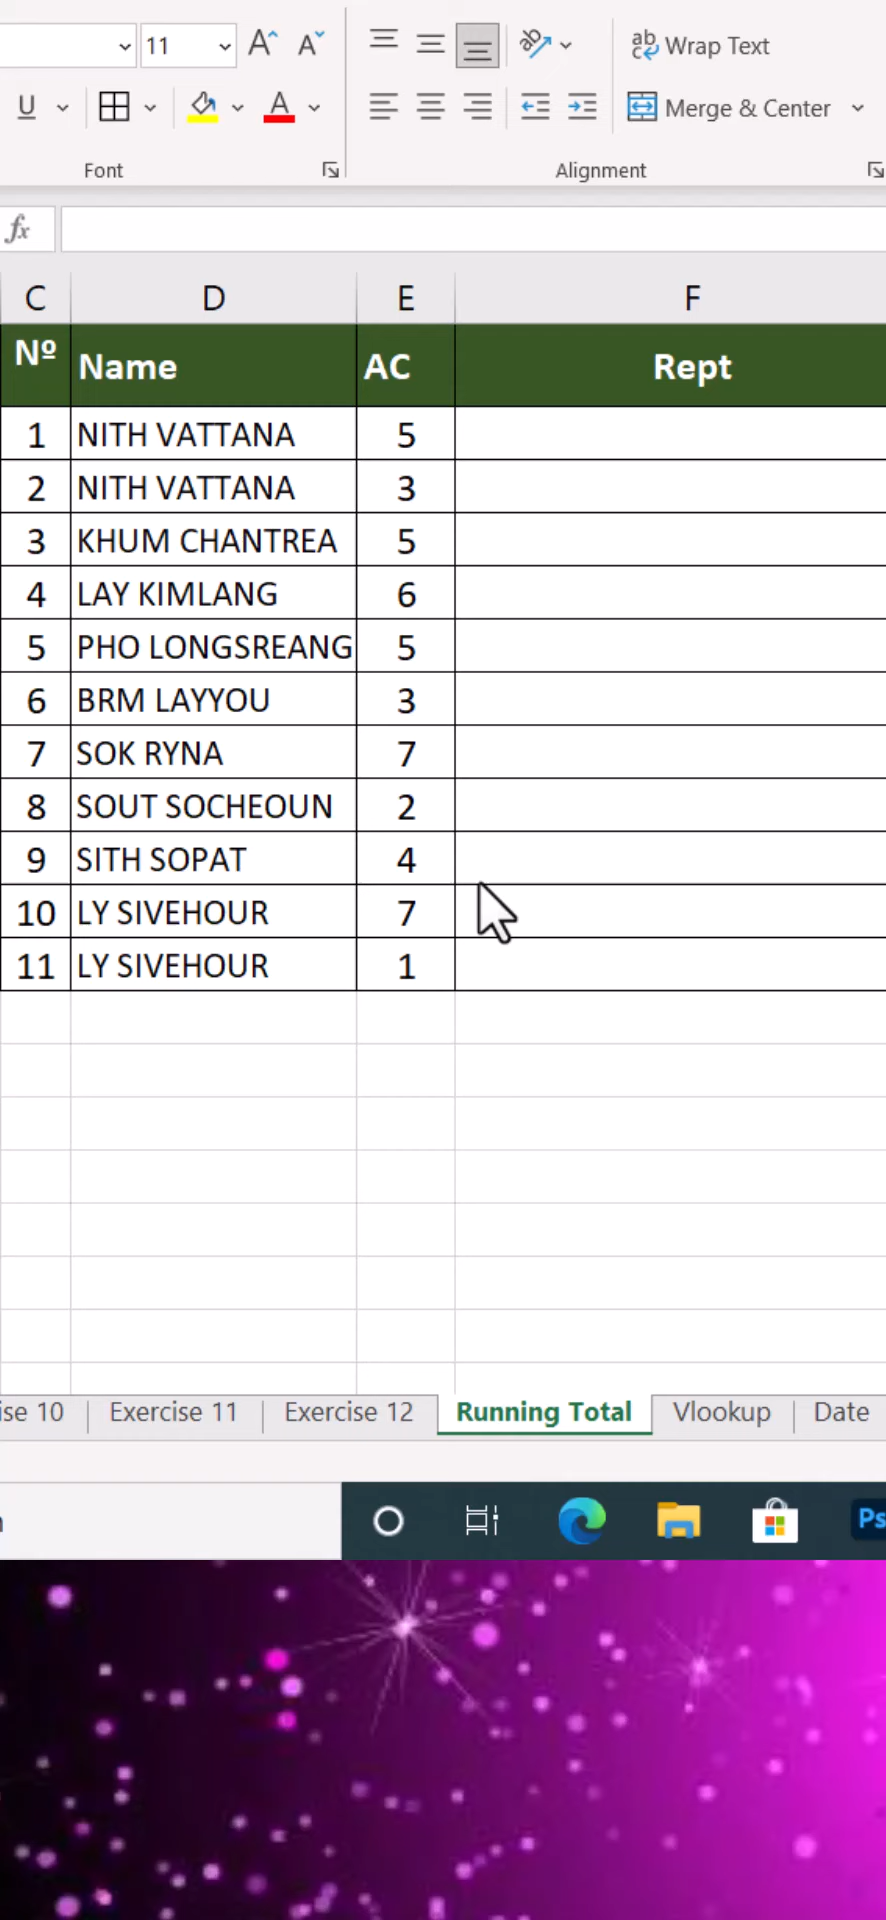 11 A A ab Wrap Text
U A Merge & Center
Font Alignment
fx
C D E F
Nº Name AC Rept
1 NITH VATTANA 5
2 NITH VATTANA 3
3 KHUM CHANTREA 5
4 LAY KIMLANG 6
5 PHO LONGSREANG 5
6 BRM LAYYOU 3
7 SOK RYNA 7
8 SOUT SOCHEOUN 2
9 SITH SOPAT 4
10 LY SIVEHOUR 7
11 LY SIVEHOUR 1
ise 10 Exercise 11 Exercise 12 Running Total Vlookup Date
Ps